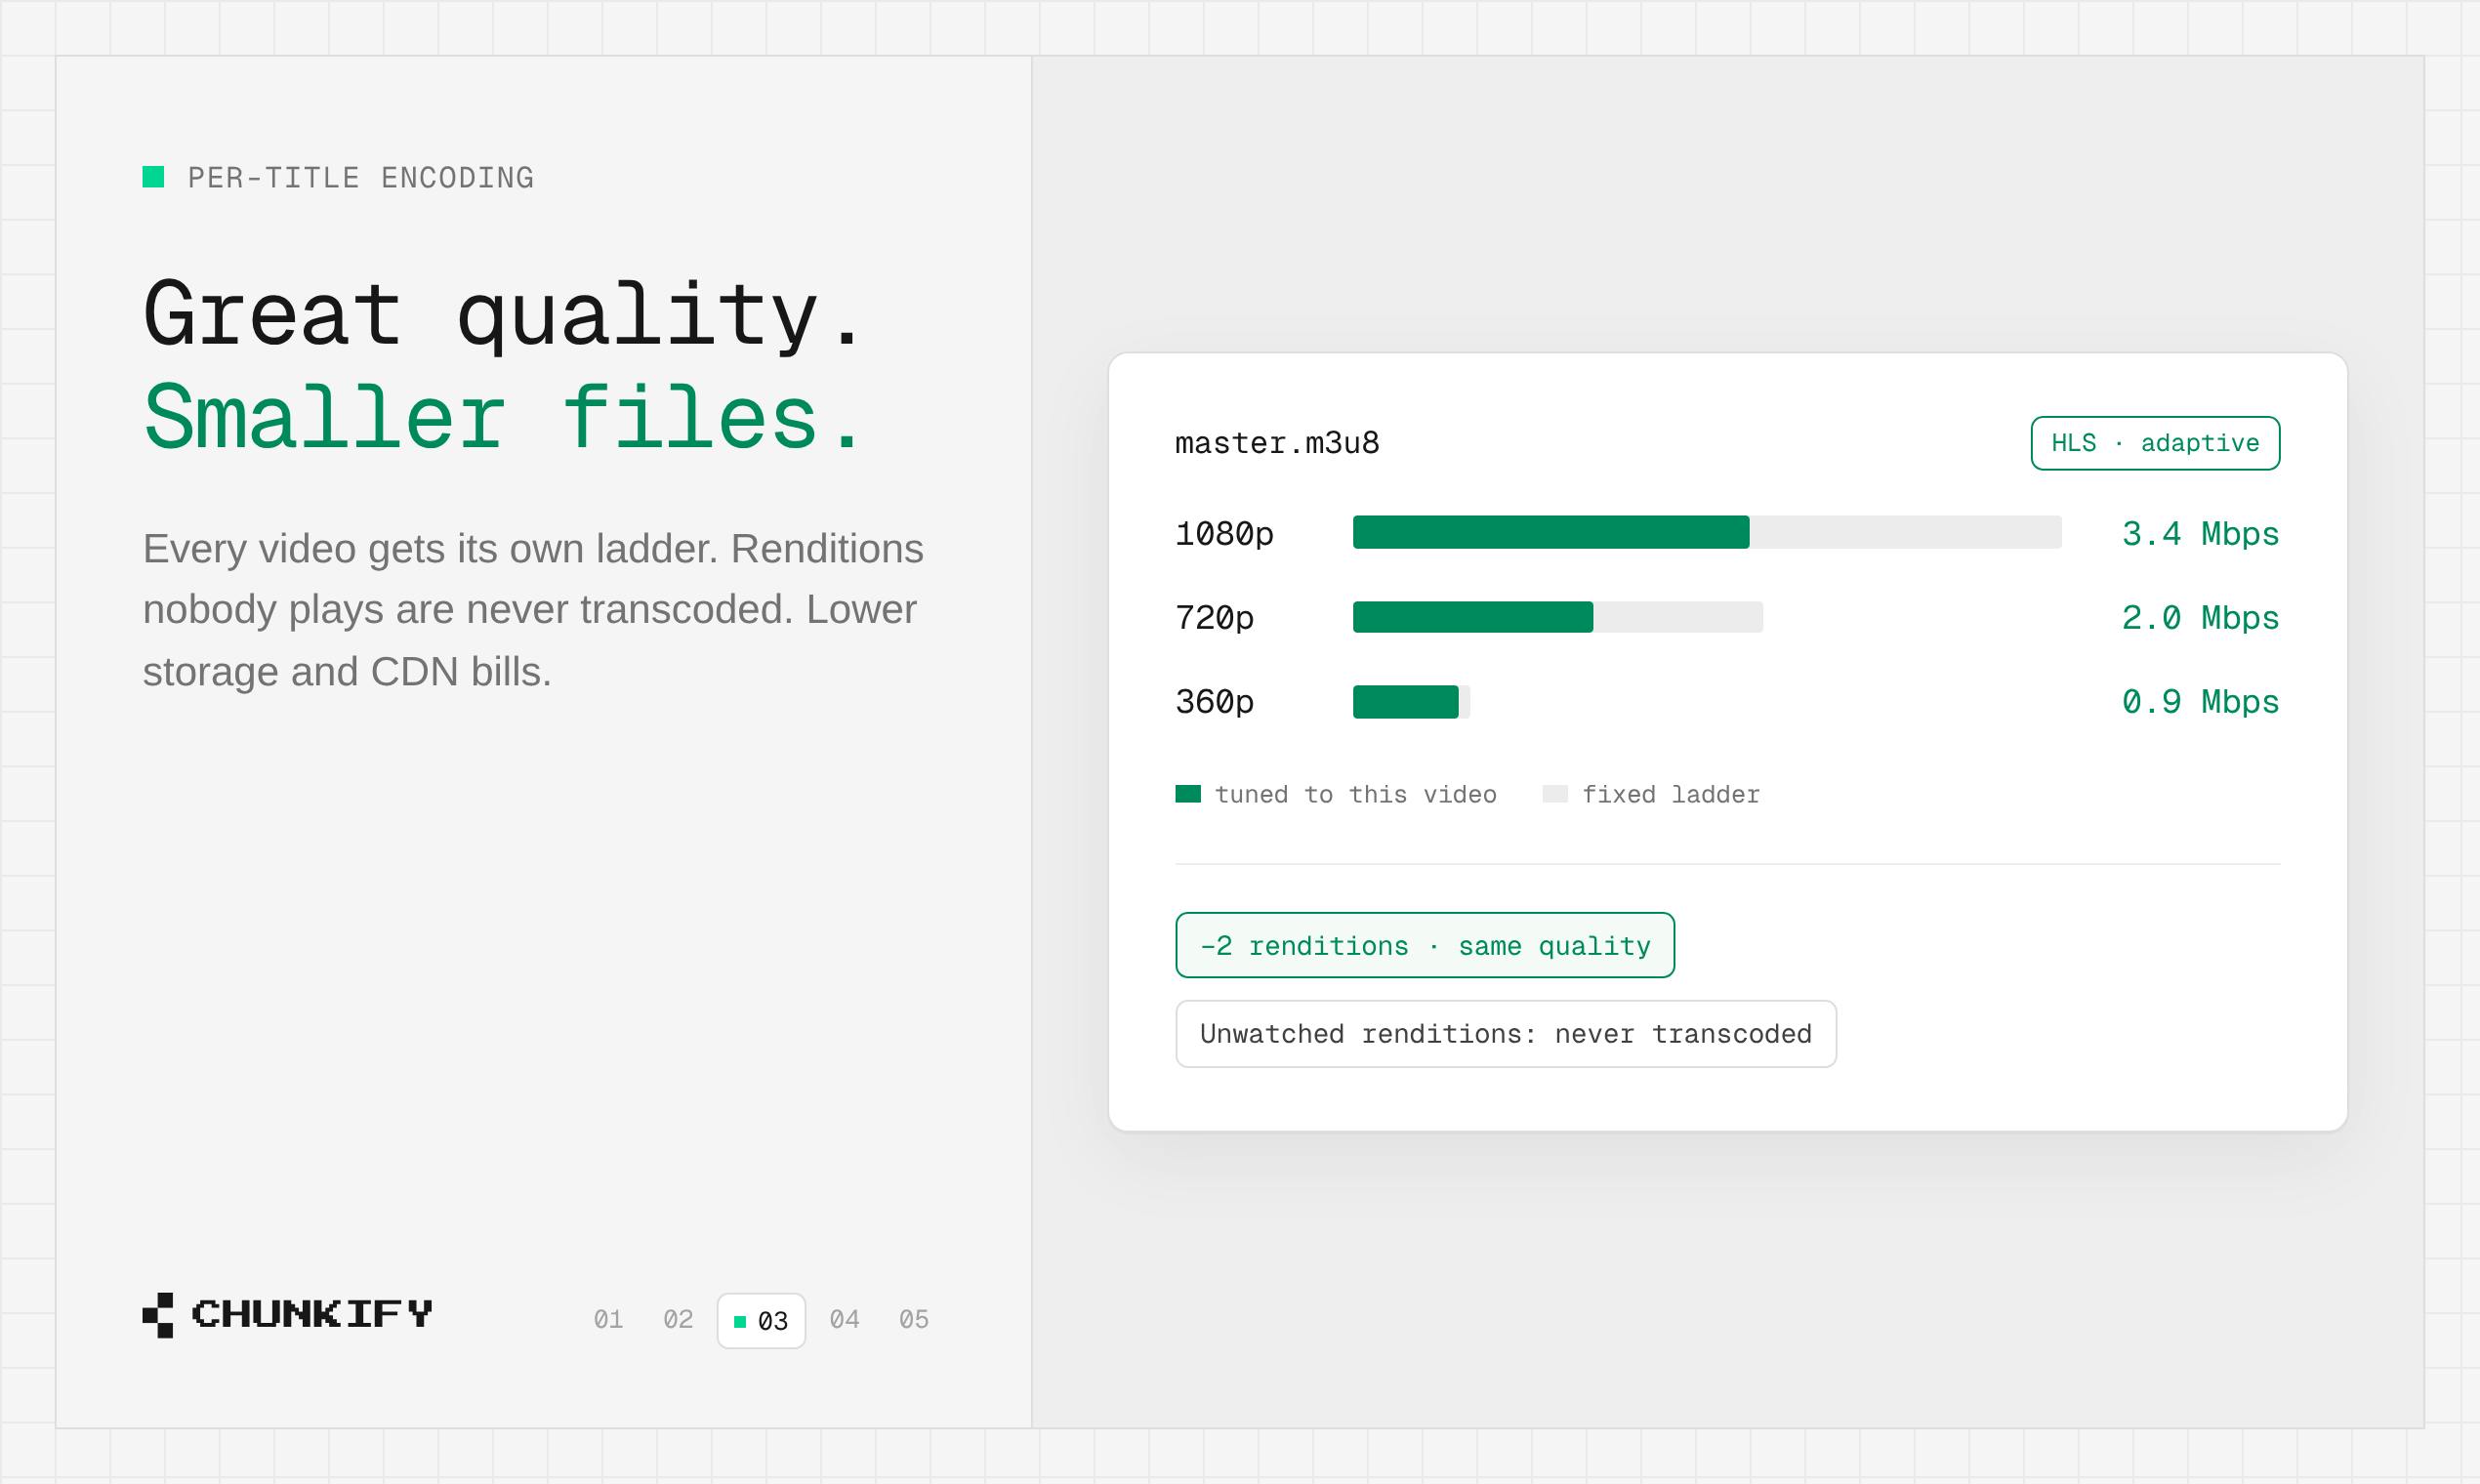 PER-TITLE ENCODING
Great quality.
Smaller files.
Every video gets its own ladder. Renditions
nobody plays are never transcoded. Lower
storage and CDN bills.
CHUNKIFY
01 02 03 04 05
master.m3u8
HLS · adaptive
1080p 3.4 Mbps
720p 2.0 Mbps
360p 0.9 Mbps
tuned to this video fixed ladder
−2 renditions · same quality
Unwatched renditions: never transcoded